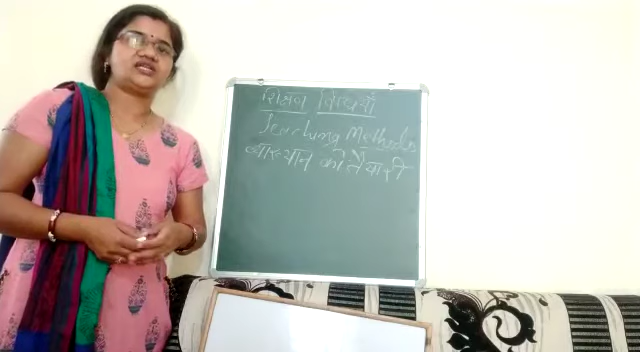 शिक्षण विधियाँ
Teaching Methods
व्याख्यान की तैयारी